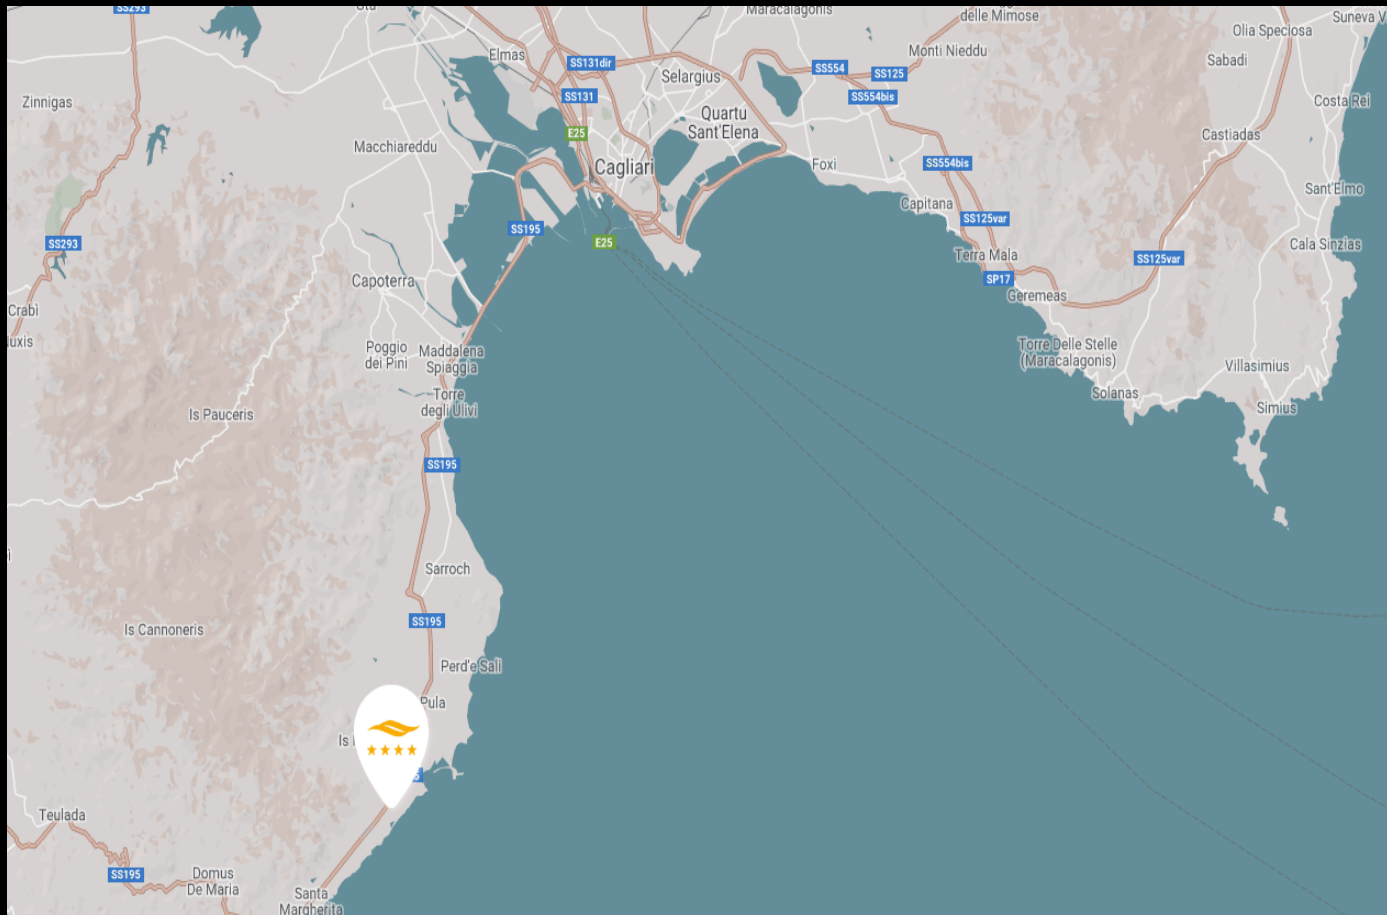 SS293
Maracalagonis
delle Mimose
Suneva V
Olia Speciosa
Elmas
SS131dir
Selargius
SS554
SS125
Monti Nieddu
Sabadi
Zinnigas
SS131
SS554bis
Costa Rei
Quartu
Sant'Elena
E25
Castiadas
Macchiareddu
Cagliari
Foxi
SS554bis
Sant'Elmo
Capitana
SS195
SS125var
SS293
E25
Cala Sinzias
Terra Mala
SS125var
Capoterra
SP17
Geremeas
Crabì
Poggio
dei Pini
Maddalena
Spiaggia
Torre Delle Stelle
(Maracalagonis)
Villasimius
Torre
degli Ulivi
Solanas
Simius
Is Pauceris
SS195
Sarroch
SS195
Is Cannoneris
Perd'e Sali
Pula
Is
Teulada
SS195
Domus
De Maria
Santa
Margherita